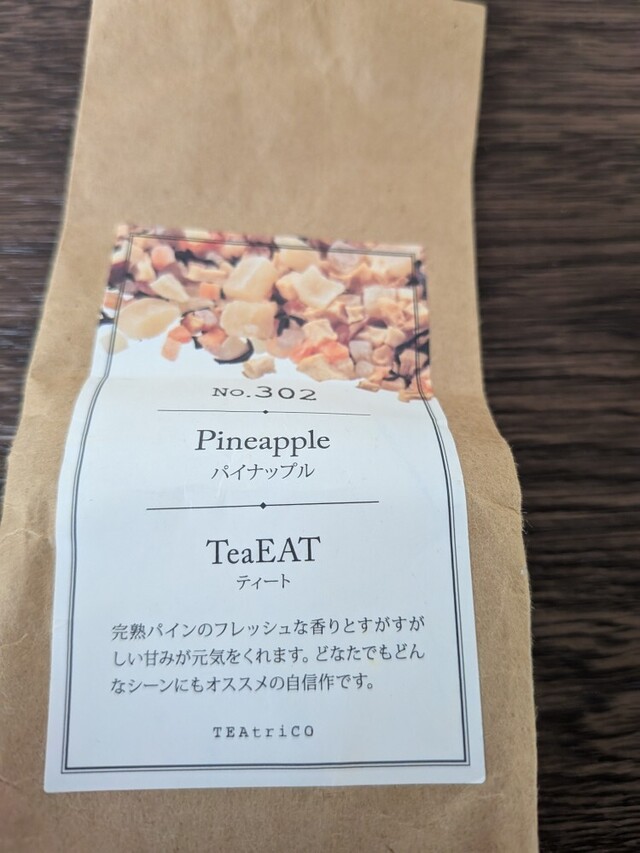 No.302
Pineapple
パイナップル
TeaEAT
ティート
完熟パインのフレッシュな香りとすがすが
しい甘みが元気をくれます。どなたでもどん
なシーンにもオススメの自信作です。
TEAtriCO